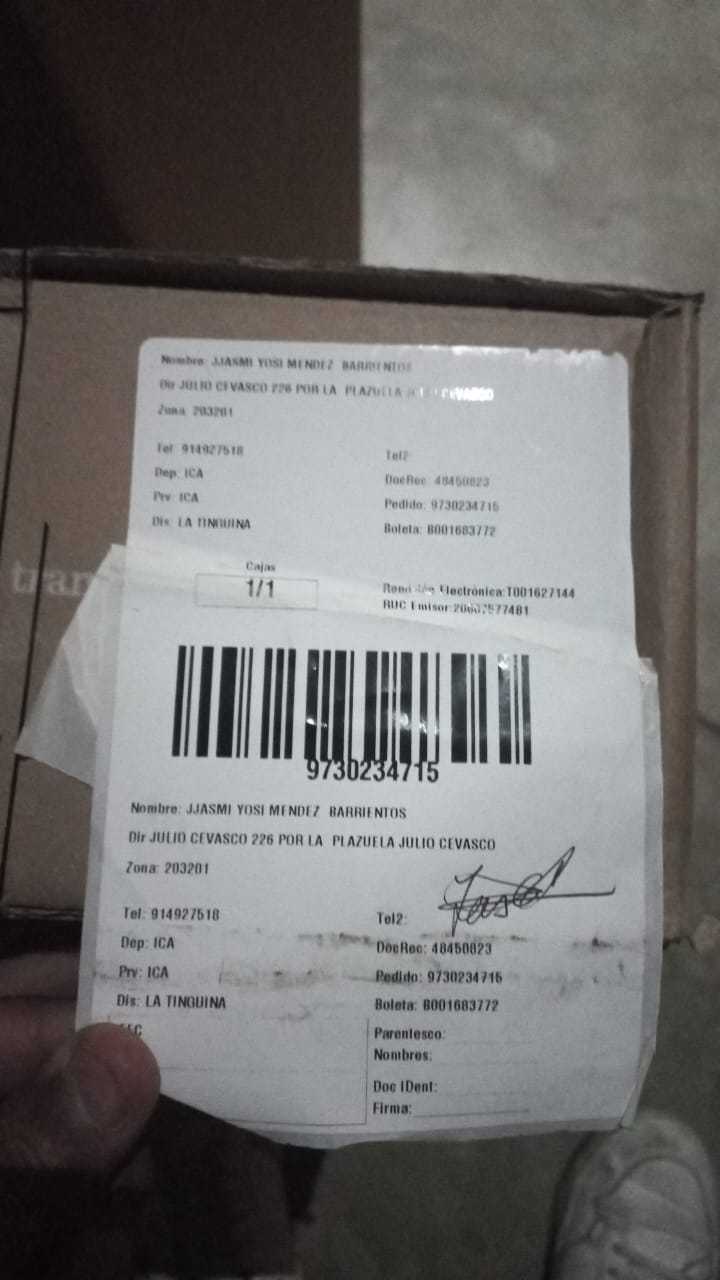 Nombre: JJASMI YOSI MENDEZ BARRIENTOS
Dir JULIO CEVASCO 226 POR LA PLAZUELA CEVASCO
Zona: 203201
Tel: 914927518
Tel2:
Dep: ICA
DocRec: 48450823
Prv: ICA
Pedido: 9730234715
Dis: LA TINGUINA
Boleta: B001683772
tran
Cajas
1/1
Electrónica:T001627144
RUC Emisor:
9730234715
Nombre: JJASMI YOSI MENDEZ BARRIENTOS
Dir JULIO CEVASCO 226 POR LA PLAZUELA JULIO CEVASCO
Zona: 203201
Tel: 914927518
Tel2:
Dep: ICA
DocRec: 48450823
Prv: ICA
Pedido: 9730234715
Dis: LA TINGUINA
Boleta: B001683772
Parentesco:
Nombres:
Doc IDent:
Firma: